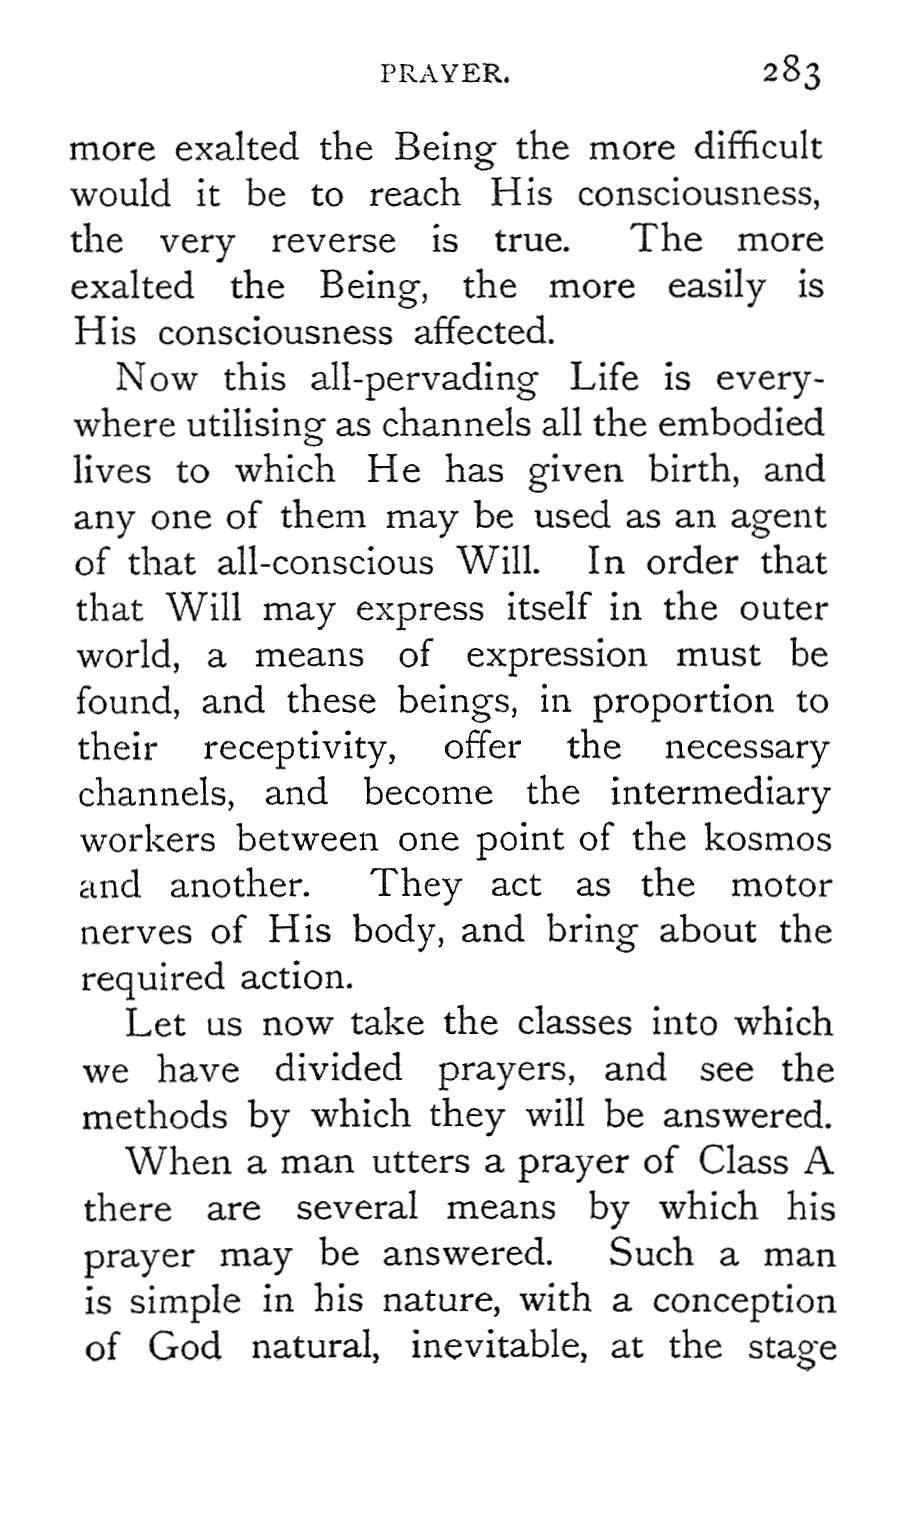 PRAYER. 283
more exalted the Being the more difficult
would it be to reach His consciousness,
the very reverse is true. The more
exalted the Being, the more easily is
His consciousness affected.
Now this all-pervading Life is every-
where utilising as channels all the embodied
lives to which He has given birth, and
any one of them may be used as an agent
of that all-conscious Will. In order that
that Will may express itself in the outer
world, a means of expression must be
found, and these beings, in proportion to
their receptivity, offer the necessary
channels, and become the intermediary
workers between one point of the kosmos
and another. They act as the motor
nerves of His body, and bring about the
required action.
Let us now take the classes into which
we have divided prayers, and see the
methods by which they will be answered.
When a man utters a prayer of Class A
there are several means by which his
prayer may be answered. Such a man
is simple in his nature, with a conception
of God natural, inevitable, at the stage